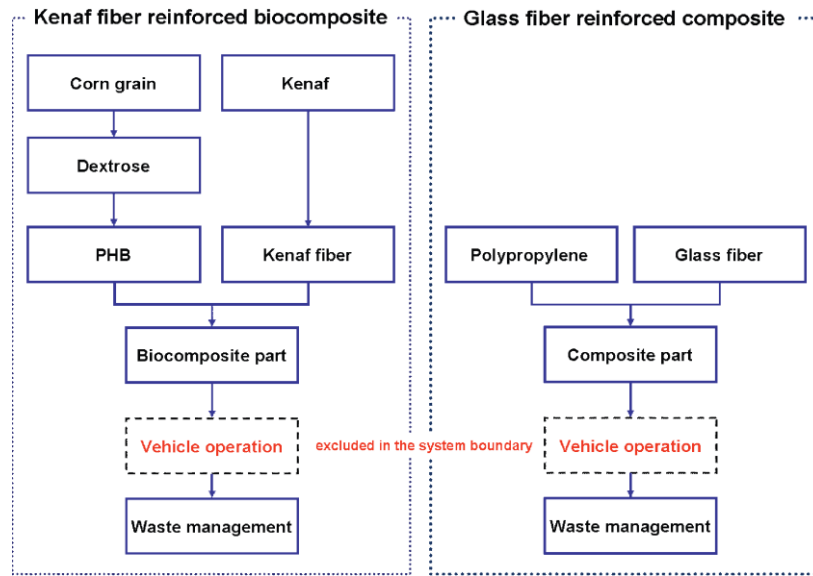 Kenaf fiber reinforced biocomposite
Corn grain
Kenaf
Dextrose
PHB
Kenaf fiber
Biocomposite part
Vehicle operation
Waste management
excluded in the system boundary
Glass fiber reinforced composite
Polypropylene
Glass fiber
Composite part
Vehicle operation
Waste management